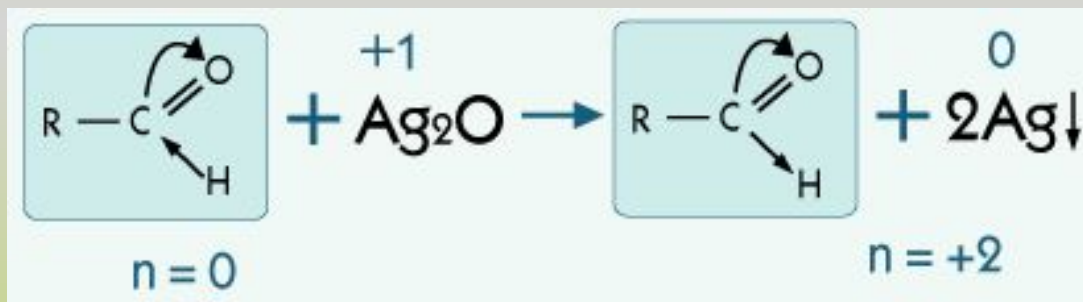 +1 0
R — C O H + Ag₂O → R — C O H + 2Ag↓
n = 0 n = +2